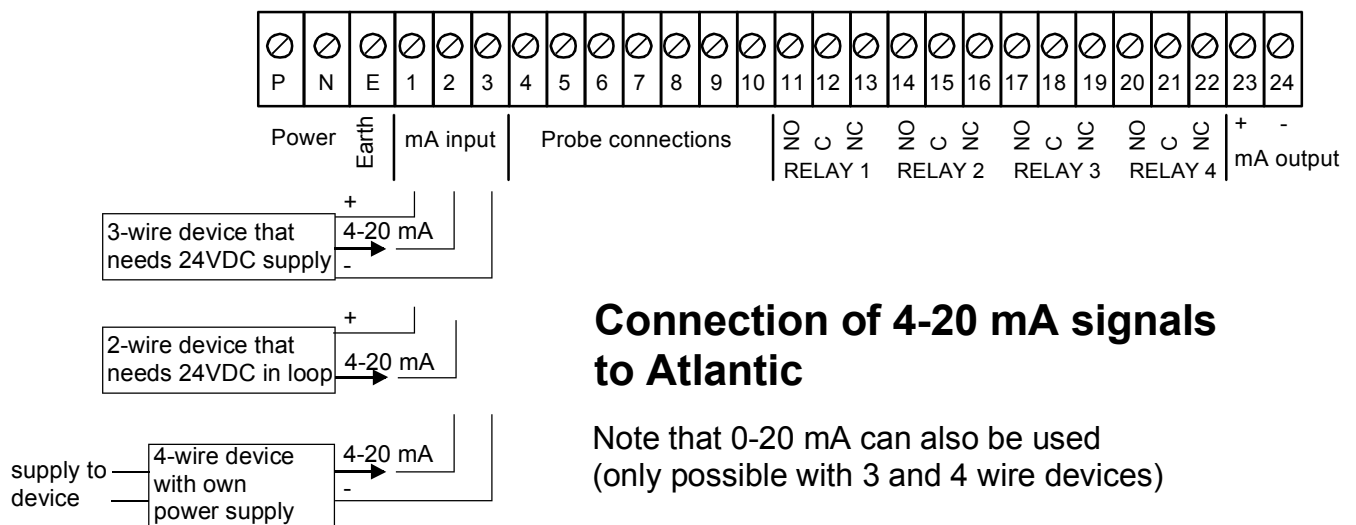 P N E 1 2 3 4 5 6 7 8 9 10 11 12 13 14 15 16 17 18 19 20 21 22 23 24
Power Earth mA input Probe connections NO C NC NO C NC NO C NC NO C NC + -
RELAY 1 RELAY 2 RELAY 3 RELAY 4 mA output
+
3-wire device that 4-20 mA
needs 24VDC supply -
+
2-wire device that
needs 24VDC in loop 4-20 mA
Connection of 4-20 mA signals
to Atlantic
Note that 0-20 mA can also be used
(only possible with 3 and 4 wire devices)
supply to
device
4-wire device 4-20 mA
with own -
power supply